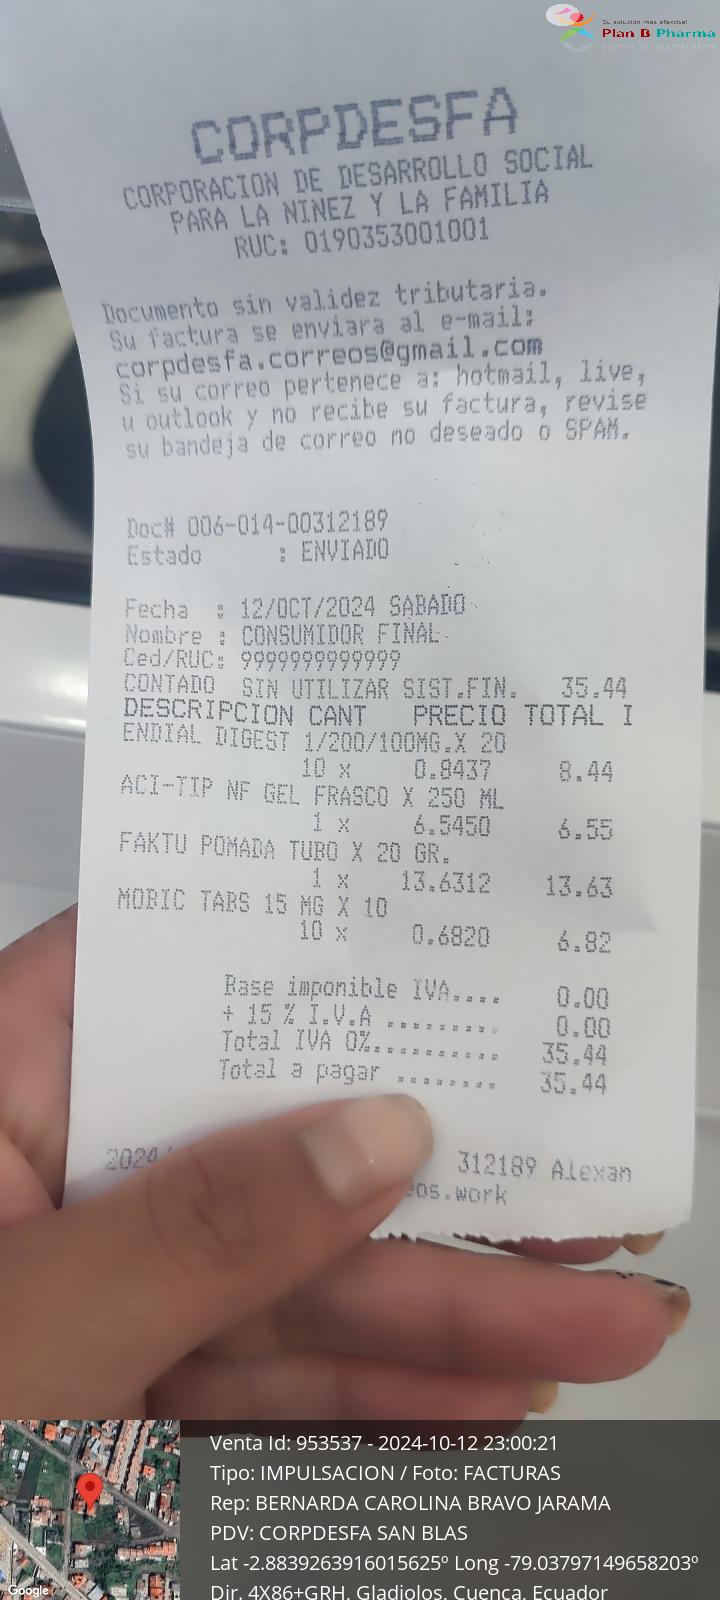 Su solución más efectiva!
Plan B Pharma
CORPDESFA
CORPORACION DE DESARROLLO SOCIAL
PARA LA NINEZ Y LA FAMILIA
RUC: 0190353001001
Documento sin validez tributaria.
Su factura se enviara al e-mail:
corpdesfa.correos@gmail.com
Si su correo pertenece a: hotmail, live,
u outlook y no recibe su factura, revise
su bandeja de correo no deseado o SPAM.
Doc# 006-014-00312189
Estado : ENVIADO
Fecha : 12/OCT/2024 SABADO
Nombre : CONSUMIDOR FINAL
Ced/RUC: 9999999999999
CONTADO SIN UTILIZAR SIST.FIN. 35.44
DESCRIPCION CANT PRECIO TOTAL I
ENDIAL DIGEST 1/200/100MG.X 20
10 x 0.8437 8.44
ACI-TIP NF GEL FRASCO X 250 ML
1 x 6.5450 6.55
FAKTU POMADA TUBO X 20 GR.
1 x 13.6312 13.63
MOBIC TABS 15 MG X 10
10 x 0.6820 6.82
Base imponible IVA.... 0.00
+ 15 % I.V.A ......... 0.00
Total IVA 0%.......... 35.44
Total a pagar ........ 35.44
2024/ 312189 Alexan
eos.work
Google
Venta Id: 953537 - 2024-10-12 23:00:21
Tipo: IMPULSACION / Foto: FACTURAS
Rep: BERNARDA CAROLINA BRAVO JARAMA
PDV: CORPDESFA SAN BLAS
Lat -2.8839263916015625º Long -79.03797149658203º
Dir. 4X86+GRH, Gladiolos, Cuenca, Ecuador